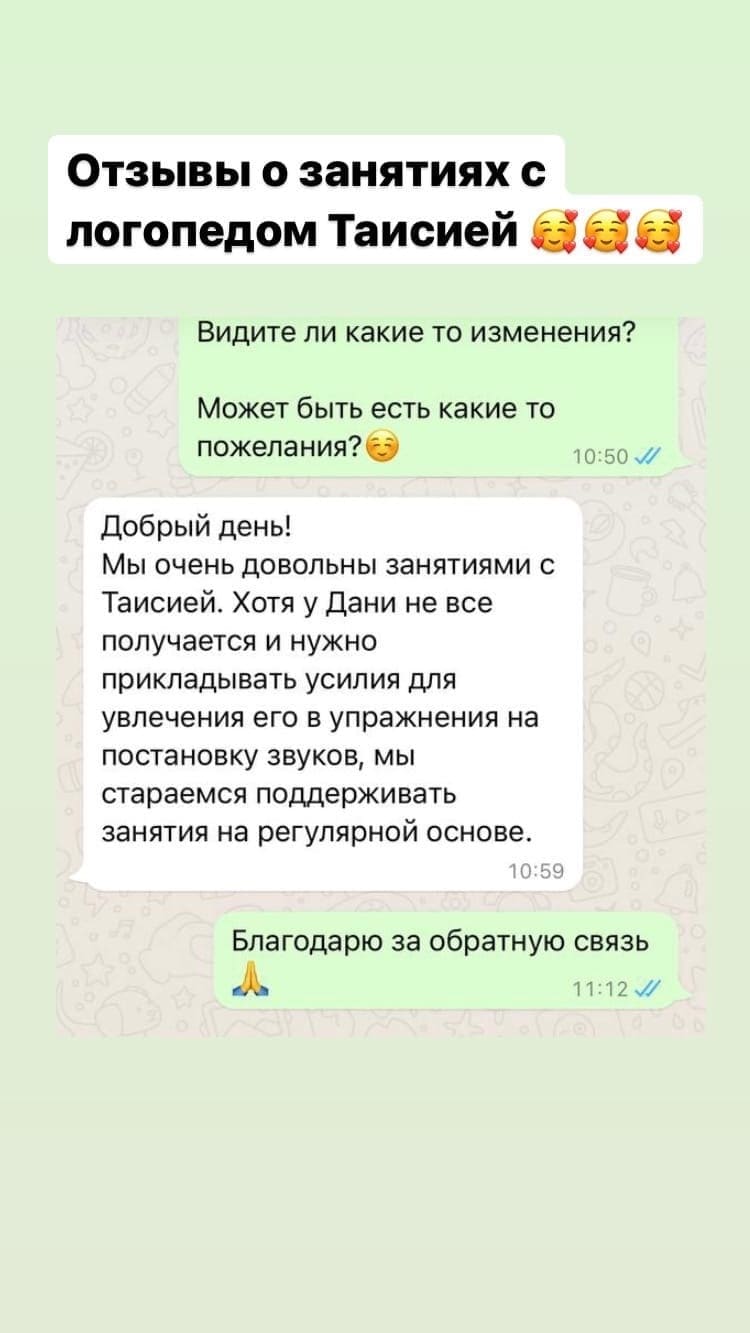 Отзывы о занятиях с
логопедом Таисией 🥰🥰🥰
Видите ли какие то изменения?
Может быть есть какие то
пожелания?☺️
10:50
Добрый день!
Мы очень довольны занятиями с
Таисией. Хотя у Дани не все
получается и нужно
прикладывать усилия для
увлечения его в упражнения на
постановку звуков, мы
стараемся поддерживать
занятия на регулярной основе.
10:59
Благодарю за обратную связь
🙏
11:12